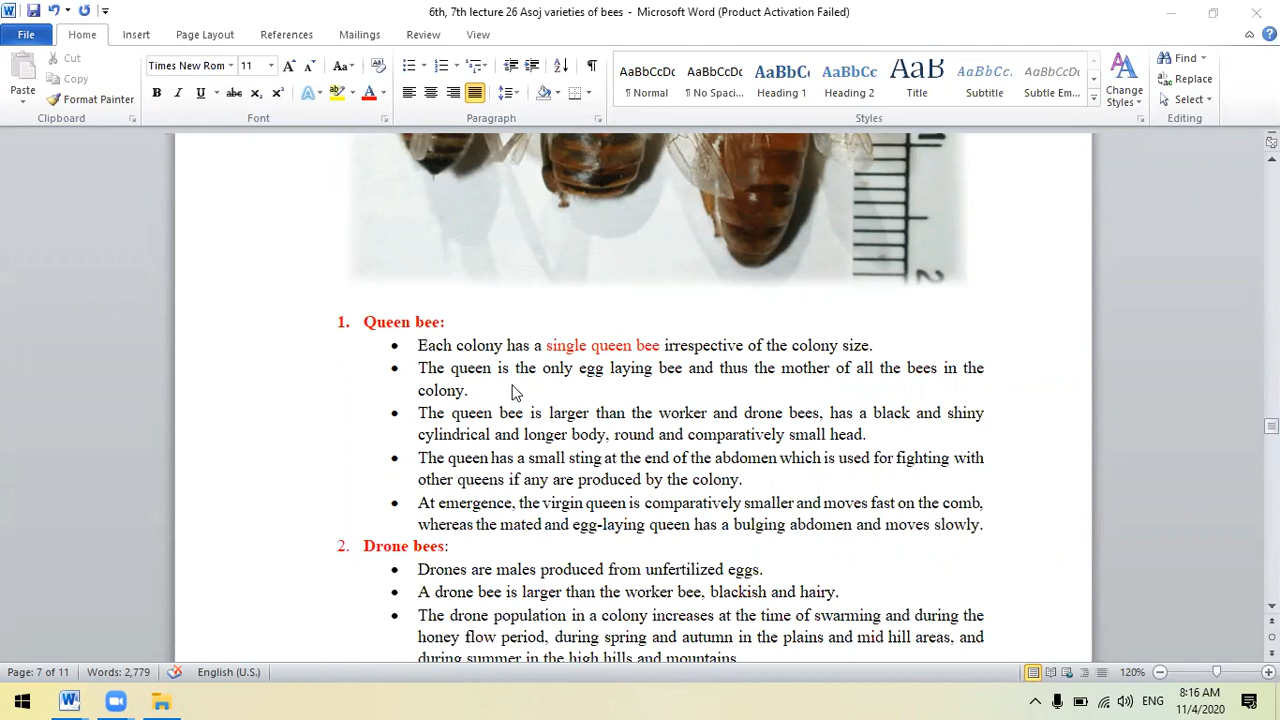 6th, 7th lecture 26 Asoj varieties of bees - Microsoft Word (Product Activation Failed)
File Home Insert Page Layout References Mailings Review View
Paste
Cut
Copy
Format Painter
Clipboard
Times New Rom 11
Font
Paragraph
AaBbCcDc AaBbCcDc AaBbC AaBbCc AaB AaBbCcL AaBbCcDc
¶ Normal ¶ No Spaci... Heading 1 Heading 2 Title Subtitle Subtle Em...
Change Styles
Styles
Find
Replace
Select
Editing
2
1. Queen bee:
• Each colony has a single queen bee irrespective of the colony size.
• The queen is the only egg laying bee and thus the mother of all the bees in the
colony.
• The queen bee is larger than the worker and drone bees, has a black and shiny
cylindrical and longer body, round and comparatively small head.
• The queen has a small sting at the end of the abdomen which is used for fighting with
other queens if any are produced by the colony.
• At emergence, the virgin queen is comparatively smaller and moves fast on the comb,
whereas the mated and egg-laying queen has a bulging abdomen and moves slowly.
2. Drone bees:
• Drones are males produced from unfertilized eggs.
• A drone bee is larger than the worker bee, blackish and hairy.
• The drone population in a colony increases at the time of swarming and during the
honey flow period, during spring and autumn in the plains and mid hill areas, and
during summer in the high hills and mountains.
Page: 7 of 11 Words: 2,779 English (U.S.) 120%
ENG 8:16 AM
11/4/2020